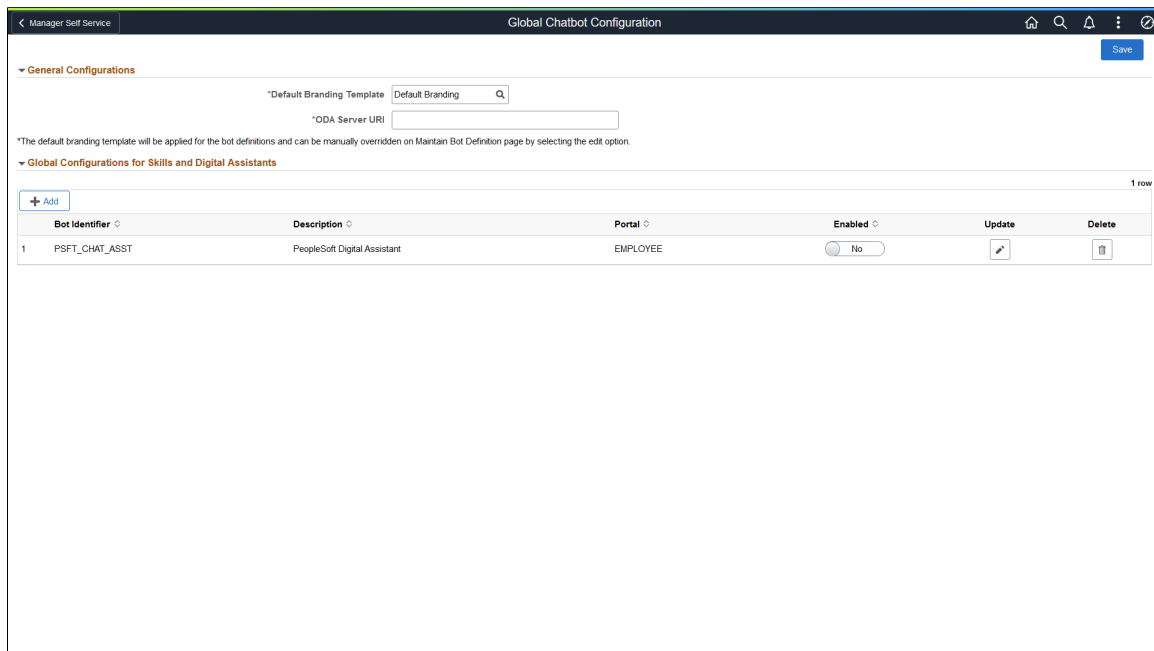 Manager Self Service
Global Chatbot Configuration
Save
General Configurations
*Default Branding Template Default Branding
*ODA Server URI
*The default branding template will be applied for the bot definitions and can be manually overridden on Maintain Bot Definition page by selecting the edit option.
Global Configurations for Skills and Digital Assistants
1 row
+ Add
Bot Identifier Description Portal Enabled Update Delete
1 PSFT_CHAT_ASST PeopleSoft Digital Assistant EMPLOYEE No